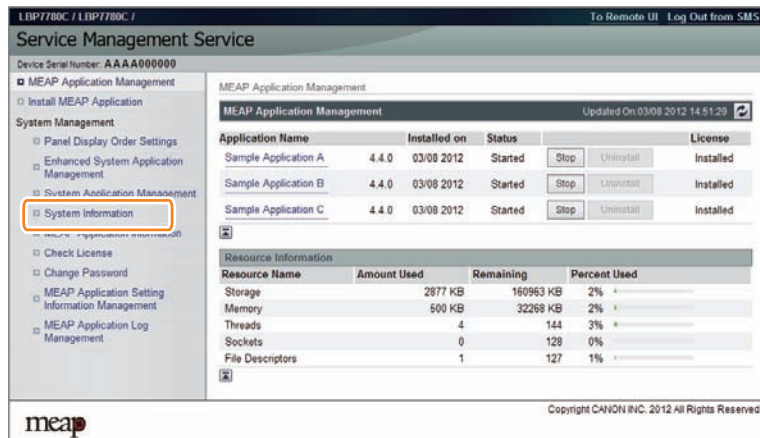 LBP7780C / LBP7780C /
To Remote UI Log Out from SMS
Service Management Service
Device Serial Number: AAAA000000
MEAP Application Management
Install MEAP Application
System Management
Panel Display Order Settings
Enhanced System Application
Management
System Application Management
System Information
MEAP Application Information
Check License
Change Password
MEAP Application Setting
Information Management
MEAP Application Log
Management
MEAP Application Management
MEAP Application Management Updated On:03/08 2012 14:51:29
Application Name Installed on Status License
Sample Application A 4.4.0 03/08 2012 Started Stop Uninstall Installed
Sample Application B 4.4.0 03/08 2012 Started Stop Uninstall Installed
Sample Application C 4.4.0 03/08 2012 Started Stop Uninstall Installed
Resource Information
Resource Name Amount Used Remaining Percent Used
Storage 2877 KB 160963 KB 2%
Memory 500 KB 32268 KB 2%
Threads 4 144 3%
Sockets 0 128 0%
File Descriptors 1 127 1%
meap
Copyright CANON INC. 2012 All Rights Reserved